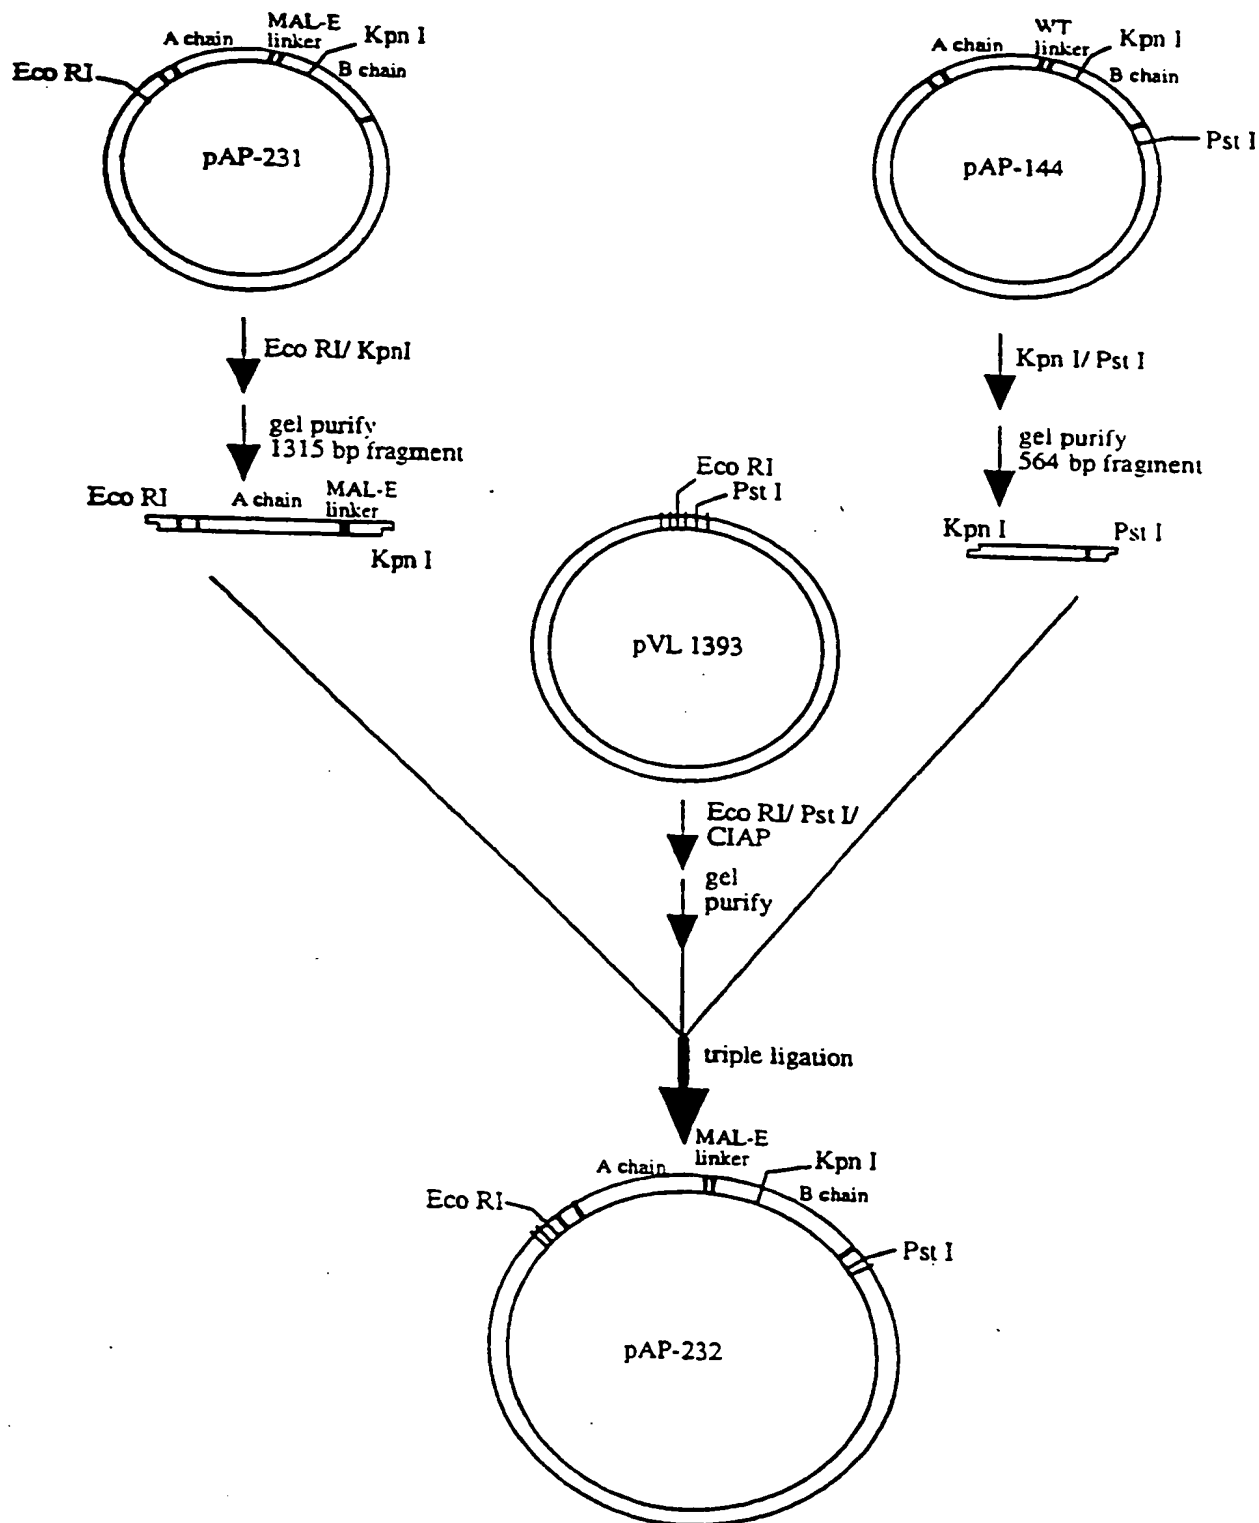 MAL-E
linker
A chain
Kpn I
B chain
Eco RI
pAP-231
WT
linker
A chain
Kpn I
B chain
Pst I
pAP-144
Eco RI/ KpnI
gel purify
1315 bp fragment
Kpn I/ Pst I
gel purify
564 bp fragment
Eco RI
A chain
MAL-E
linker
Kpn I
Eco RI
Pst I
Kpn I
Pst I
pVL 1393
Eco RI/ Pst I/
CIAP
gel
purify
triple ligation
MAL-E
linker
A chain
Kpn I
B chain
Eco RI
Pst I
pAP-232